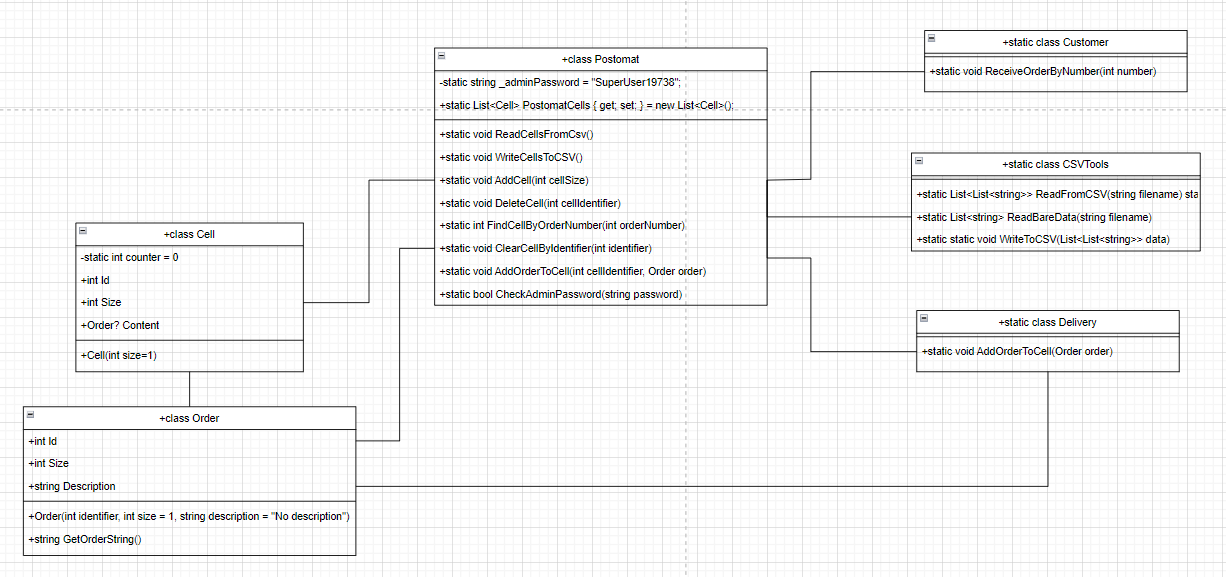 +class Postomat
-static string _adminPassword = "SuperUser19738";
+static List<Cell> PostomatCells { get; set; } = new List<Cell>();
+static void ReadCellsFromCsv()
+static void WriteCellsToCSV()
+static void AddCell(int cellSize)
+static void DeleteCell(int cellIdentifier)
+static int FindCellByOrderNumber(int orderNumber)
+static void ClearCellByIdentifier(int identifier)
+static void AddOrderToCell(int cellIdentifier, Order order)
+static bool CheckAdminPassword(string password)
+static class Customer
+static void ReceiveOrderByNumber(int number)
+static class CSVTools
+static List<List<string>> ReadFromCSV(string filename) sta
+static List<string> ReadBareData(string filename)
+static static void WriteToCSV(List<List<string>> data)
+static class Delivery
+static void AddOrderToCell(Order order)
+class Cell
-static int counter = 0
+int Id
+int Size
+Order? Content
+Cell(int size=1)
+class Order
+int Id
+int Size
+string Description
+Order(int identifier, int size = 1, string description = "No description")
+string GetOrderString()